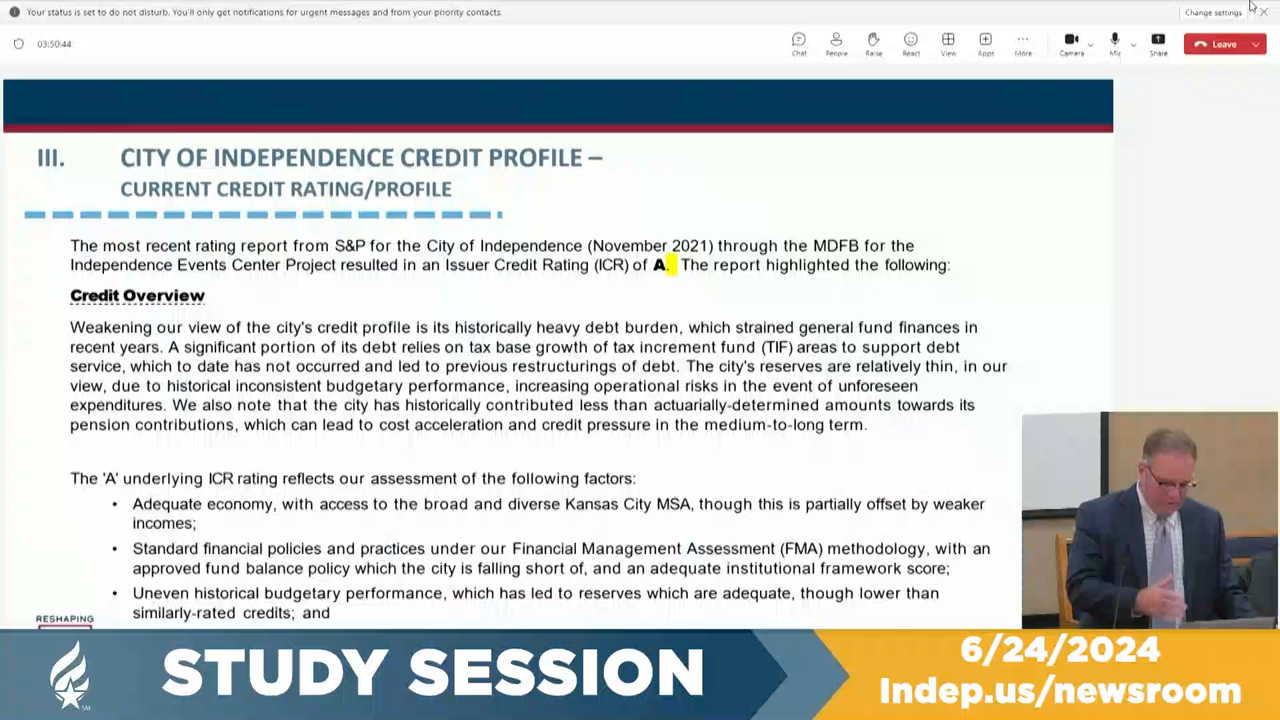 Your status is set to do not disturb. You'll only get notifications for urgent messages and from your priority contacts.
Change settings
03:50:44
Chat People Raise React View Apps More Camera Mic Share Leave
III. CITY OF INDEPENDENCE CREDIT PROFILE –
CURRENT CREDIT RATING/PROFILE
The most recent rating report from S&P for the City of Independence (November 2021) through the MDFB for the
Independence Events Center Project resulted in an Issuer Credit Rating (ICR) of A. The report highlighted the following:
Credit Overview
Weakening our view of the city's credit profile is its historically heavy debt burden, which strained general fund finances in
recent years. A significant portion of its debt relies on tax base growth of tax increment fund (TIF) areas to support debt
service, which to date has not occurred and led to previous restructurings of debt. The city's reserves are relatively thin, in our
view, due to historical inconsistent budgetary performance, increasing operational risks in the event of unforeseen
expenditures. We also note that the city has historically contributed less than actuarially-determined amounts towards its
pension contributions, which can lead to cost acceleration and credit pressure in the medium-to-long term.
The 'A' underlying ICR rating reflects our assessment of the following factors:
• Adequate economy, with access to the broad and diverse Kansas City MSA, though this is partially offset by weaker
incomes;
• Standard financial policies and practices under our Financial Management Assessment (FMA) methodology, with an
approved fund balance policy which the city is falling short of, and an adequate institutional framework score;
• Uneven historical budgetary performance, which has led to reserves which are adequate, though lower than
similarly-rated credits; and
RESHAPING
STUDY SESSION
6/24/2024
Indep.us/newsroom